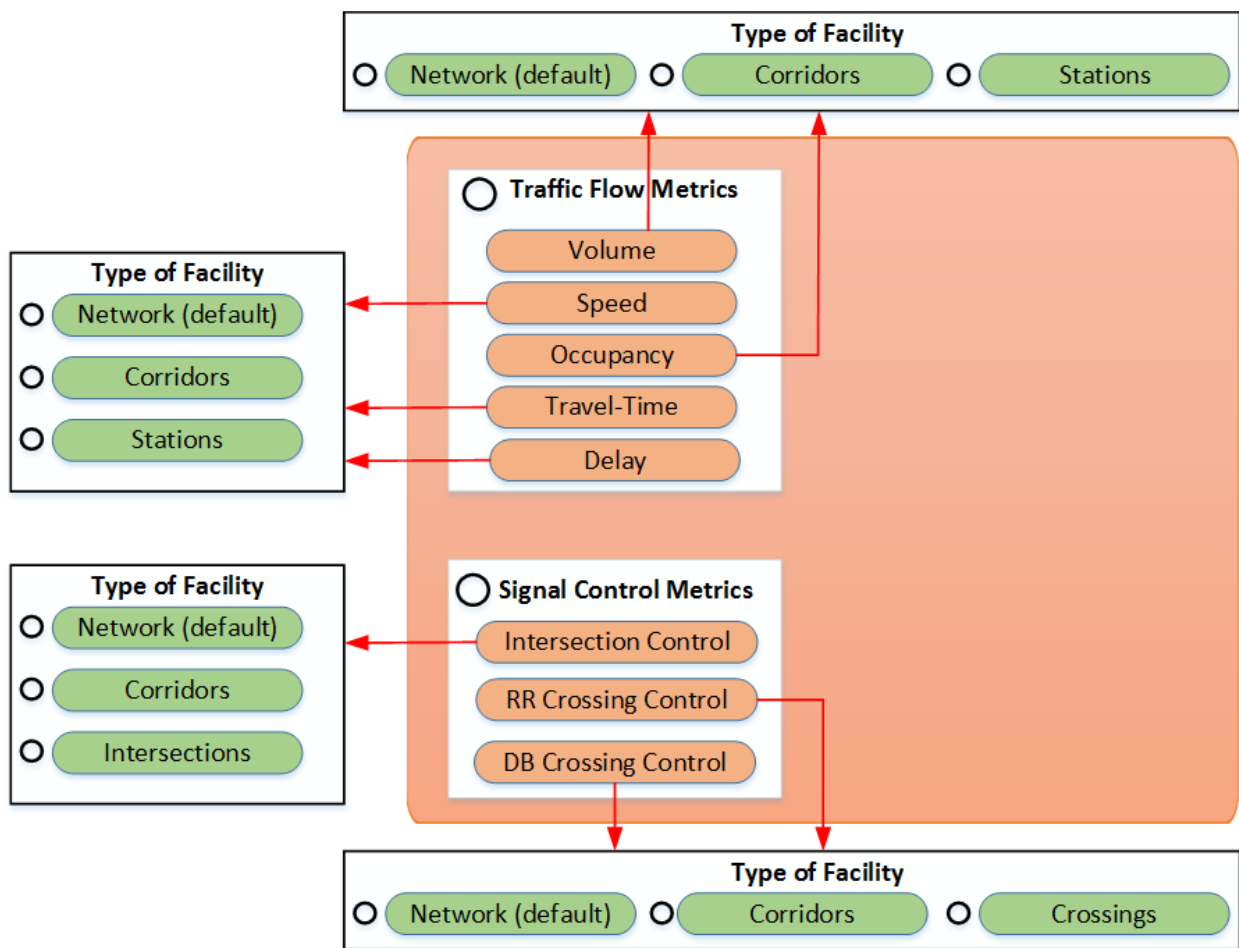 Type of Facility
Network (default)
Corridors
Stations
Traffic Flow Metrics
Volume
Speed
Occupancy
Travel-Time
Delay
Type of Facility
Network (default)
Corridors
Stations
Type of Facility
Network (default)
Corridors
Intersections
Signal Control Metrics
Intersection Control
RR Crossing Control
DB Crossing Control
Type of Facility
Network (default)
Corridors
Crossings